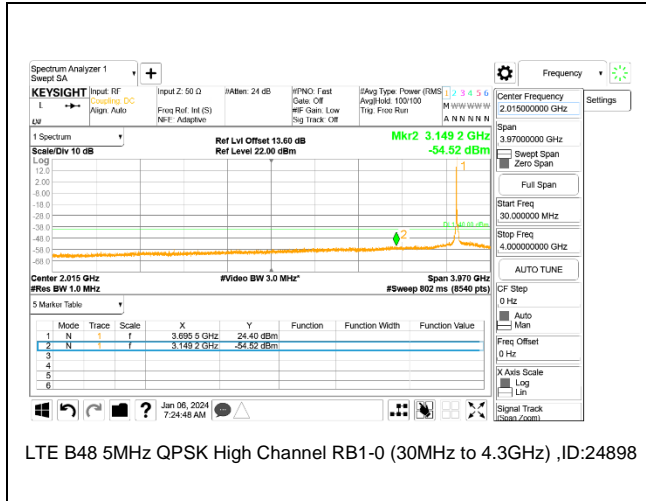 Spectrum Analyzer 1
Swept SA
Frequency
KEYSIGHT
Input: RF
Coupling: DC
Align: Auto
Input Z: 50 Ω
Freq Ref: Int (S)
NFE: Adaptive
#Atten: 24 dB
#PNO: Fast
Gate: Off
#IF Gain: Low
Sig Track: Off
#Avg Type: Power (RMS
Avg|Hold: 100/100
Trig: Free Run
1 2 3 4 5 6
M W W W W W
A N N N N N
L
Center Frequency
2.015000000 GHz
Settings
Span
3.97000000 GHz
Swept Span
Zero Span
Full Span
Start Freq
30.000000 MHz
Stop Freq
4.000000000 GHz
AUTO TUNE
CF Step
0 Hz
Auto
Man
Freq Offset
0 Hz
X Axis Scale
Log
Lin
Signal Track
(Span Zoom)
1 Spectrum
Scale/Div 10 dB
Ref Lvl Offset 13.60 dB
Ref Level 22.00 dBm
Mkr2 3.149 2 GHz
-54.52 dBm
Log
12.0
2.00
-8.00
-18.0
-28.0
-38.0
-48.0
-58.0
-68.0
1
2
Center 2.015 GHz
#Res BW 1.0 MHz
#Video BW 3.0 MHz*
Span 3.970 GHz
#Sweep 802 ms (8540 pts)
5 Marker Table
Mode Trace Scale X Y Function Function Width Function Value
1 N 1 f 3.695 5 GHz 24.40 dBm
2 N 1 f 3.149 2 GHz -54.52 dBm
3
4
5
6
?
Jan 06, 2024
7:24:48 AM
LTE B48 5MHz QPSK High Channel RB1-0 (30MHz to 4.3GHz) ,ID:24898